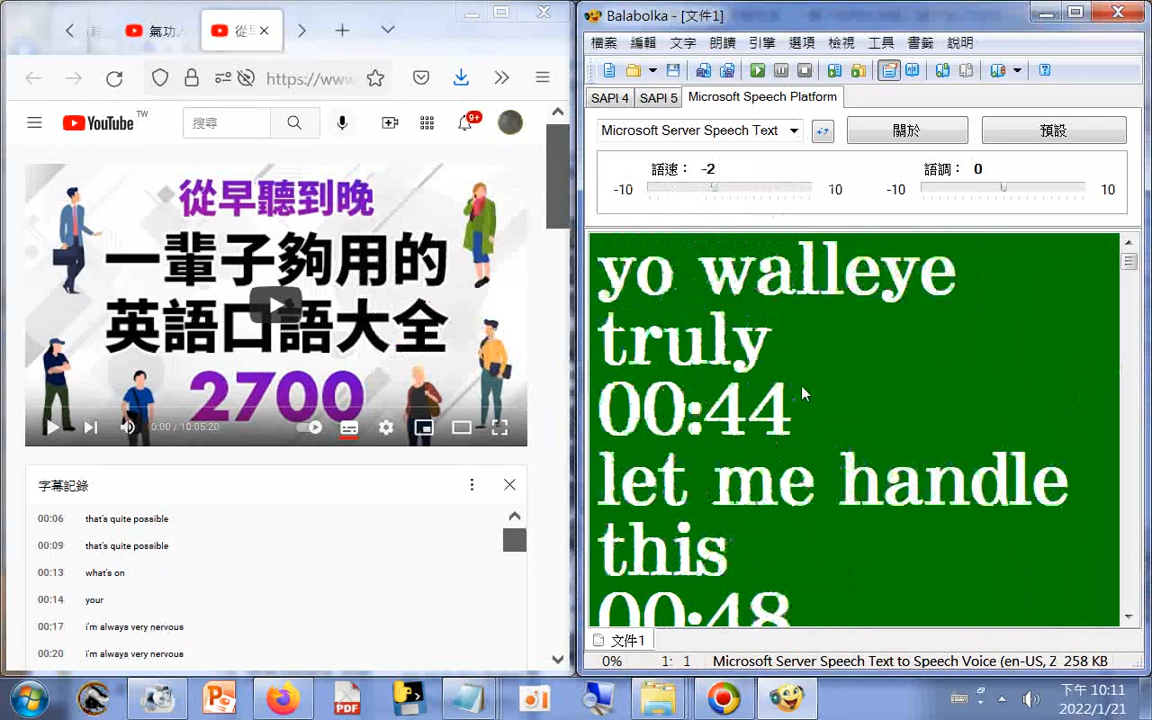 氣功
從
https://www
YouTube TW
搜尋
9+
從早聽到晚
一輩子夠用的
英語口語大全
2700
0:00 / 10:05:20
字幕記錄
00:06 that's quite possible
00:09 that's quite possible
00:13 what's on
00:14 your
00:17 i'm always very nervous
00:20 i'm always very nervous
Balabolka - [文件1]
檔案 編輯 文字 朗讀 引擎 選項 檢視 工具 書籤 說明
SAPI 4 SAPI 5 Microsoft Speech Platform
Microsoft Server Speech Text 關於 預設
語速： -2 語調： 0
-10 10 -10 10
yo walleye
truly
00:44
let me handle
this
00:48
文件1
0% 1: 1 Microsoft Server Speech Text to Speech Voice (en-US, Z 258 KB
PDF
下午 10:11
2022/1/21